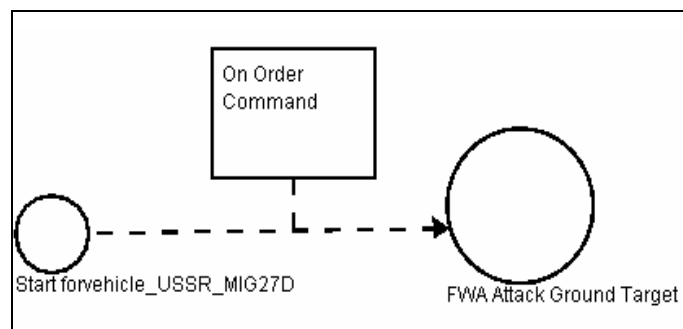 On Order
Command
Start forvehicle_USSR_MIG27D
FWA Attack Ground Target